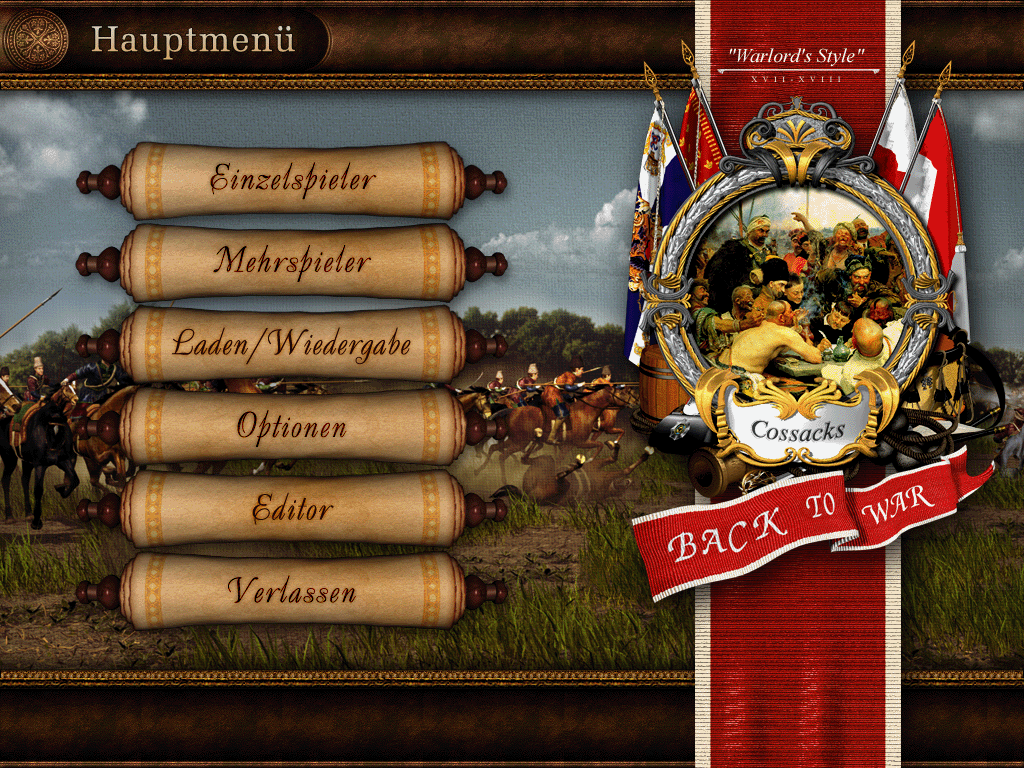 Hauptmenü
"Warlord's Style"
XVII-XVIII
Einzelspieler
Mehrspieler
Laden/Wiedergabe
Optionen
Editor
Verlassen
Cossacks
BACK TO WAR